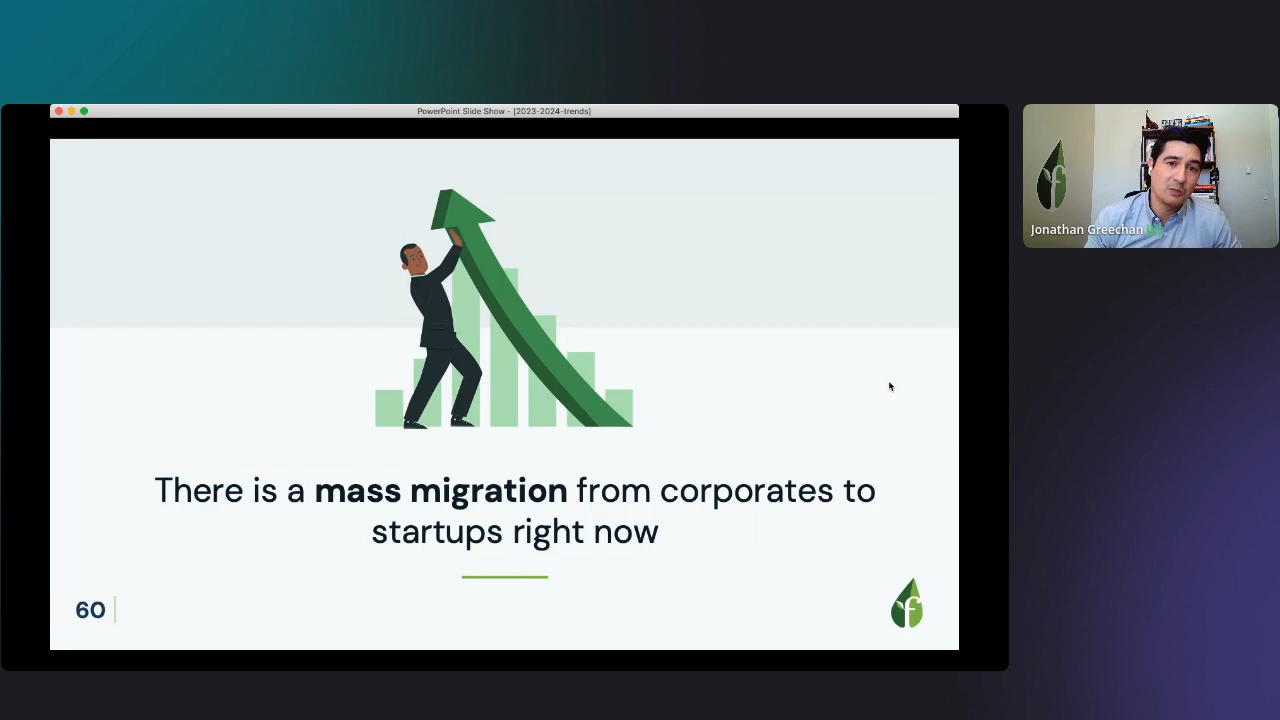 PowerPoint Slide Show - [2023-2024-trends]
There is a mass migration from corporates to
startups right now
60
f
f
Jonathan Greechan